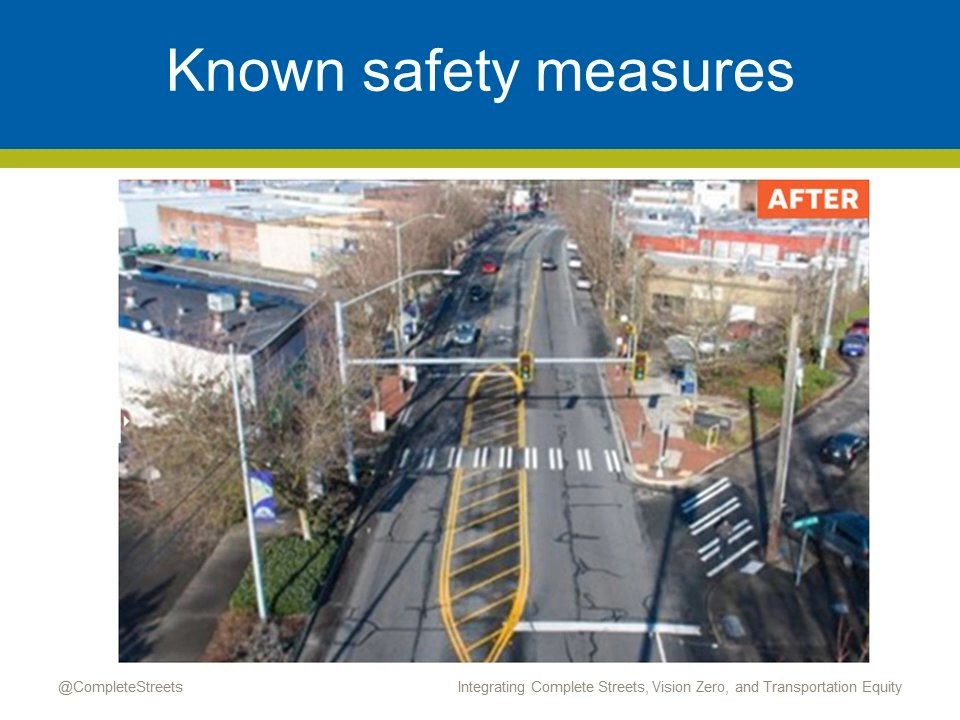 Known safety measures
AFTER
@CompleteStreets
Integrating Complete Streets, Vision Zero, and Transportation Equity